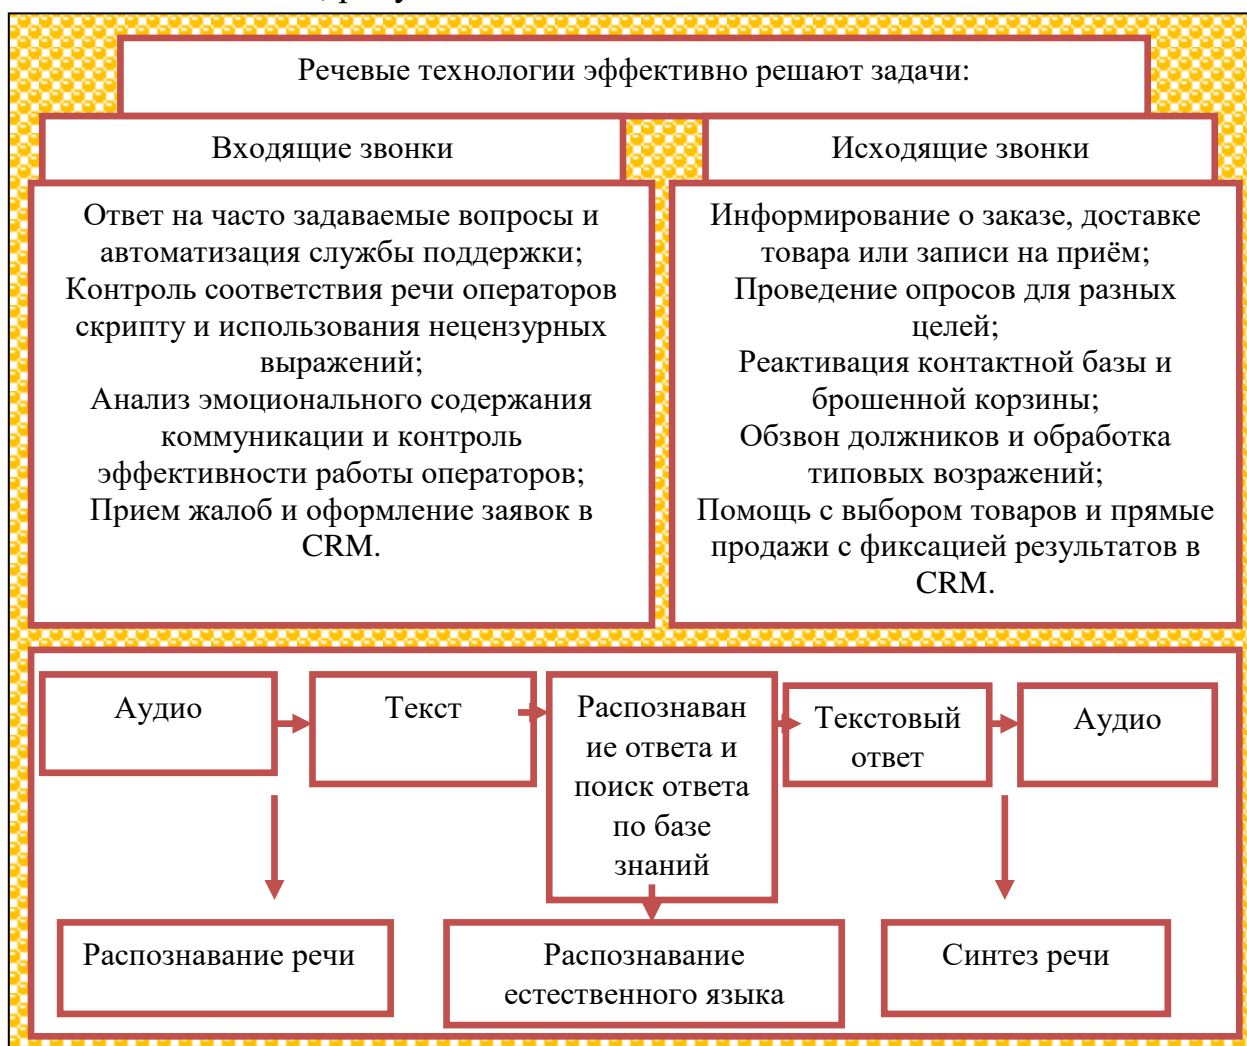 Речевые технологии эффективно решают задачи:
Входящие звонки
Ответ на часто задаваемые вопросы и
автоматизация службы поддержки;
Контроль соответствия речи операторов
скрипту и использования нецензурных
выражений;
Анализ эмоционального содержания
коммуникации и контроль
эффективности работы операторов;
Прием жалоб и оформление заявок в
CRM.
Исходящие звонки
Информирование о заказе, доставке
товара или записи на приём;
Проведение опросов для разных
целей;
Реактивация контактной базы и
брошенной корзины;
Обзвон должников и обработка
типовых возражений;
Помощь с выбором товаров и прямые
продажи с фиксацией результатов в
CRM.
Аудио
Текст
Распознаван
ие ответа и
поиск ответа
по базе
знаний
Текстовый
ответ
Аудио
Распознавание речи
Распознавание
естественного языка
Синтез речи